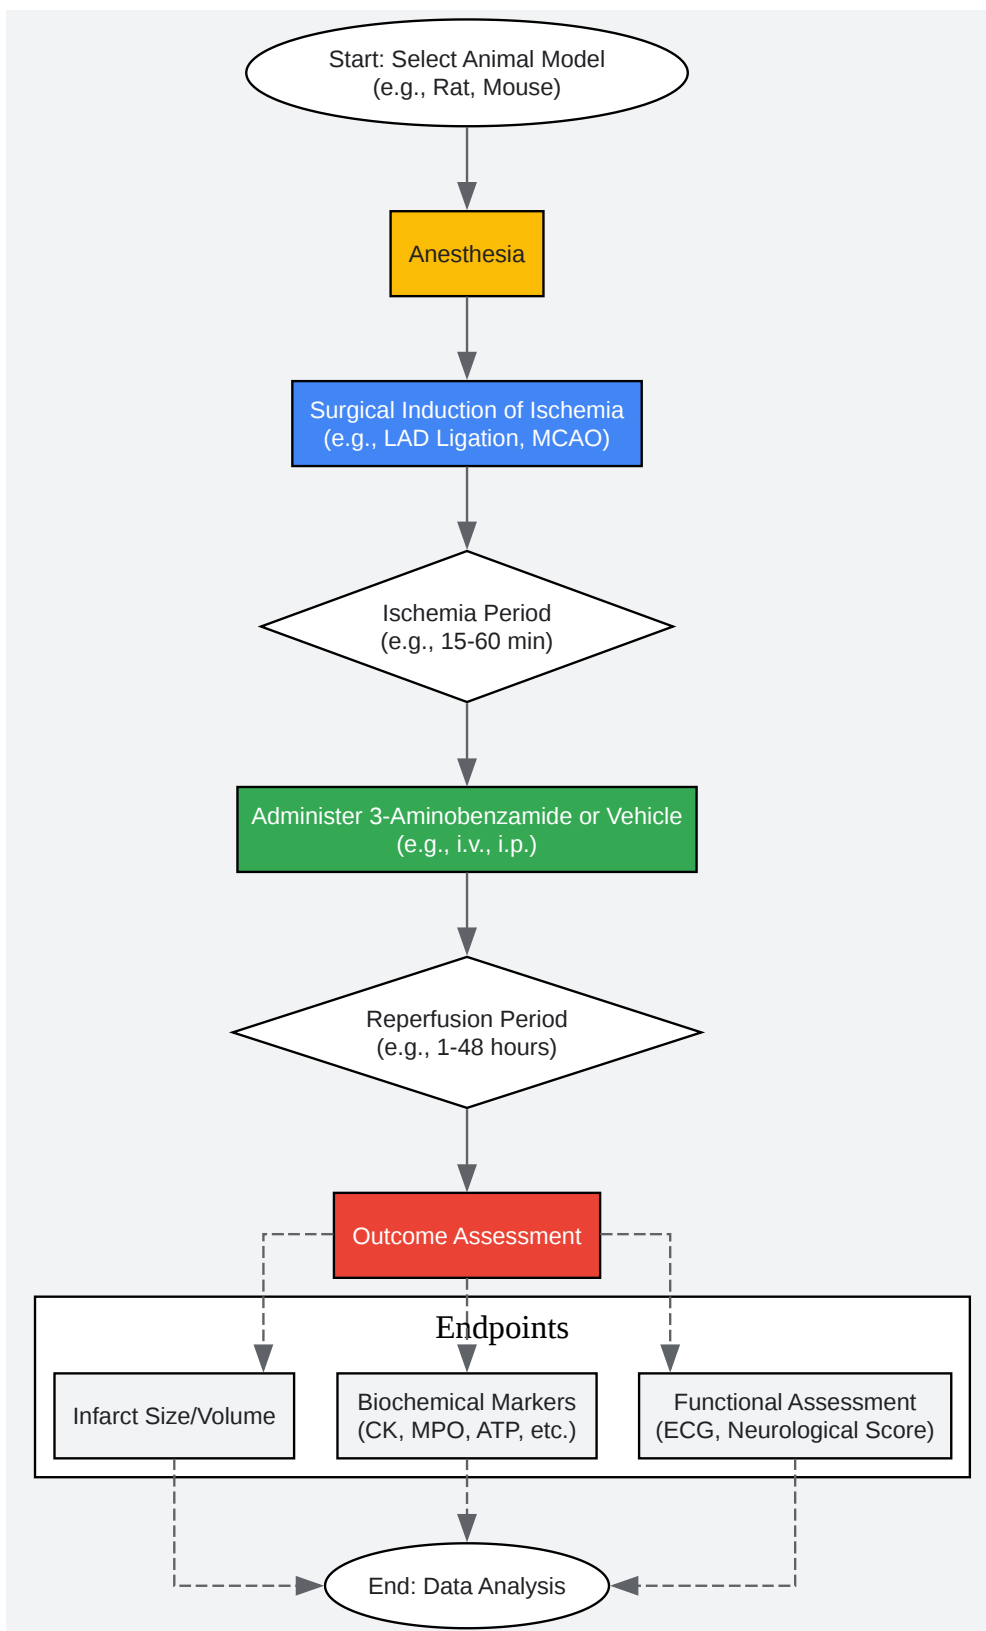 Start: Select Animal Model
(e.g., Rat, Mouse)
Anesthesia
Surgical Induction of Ischemia
(e.g., LAD Ligation, MCAO)
Ischemia Period
(e.g., 15-60 min)
Administer 3-Aminobenzamide or Vehicle
(e.g., i.v., i.p.)
Reperfusion Period
(e.g., 1-48 hours)
Outcome Assessment
Endpoints
Infarct Size/Volume
Biochemical Markers
(CK, MPO, ATP, etc.)
Functional Assessment
(ECG, Neurological Score)
End: Data Analysis